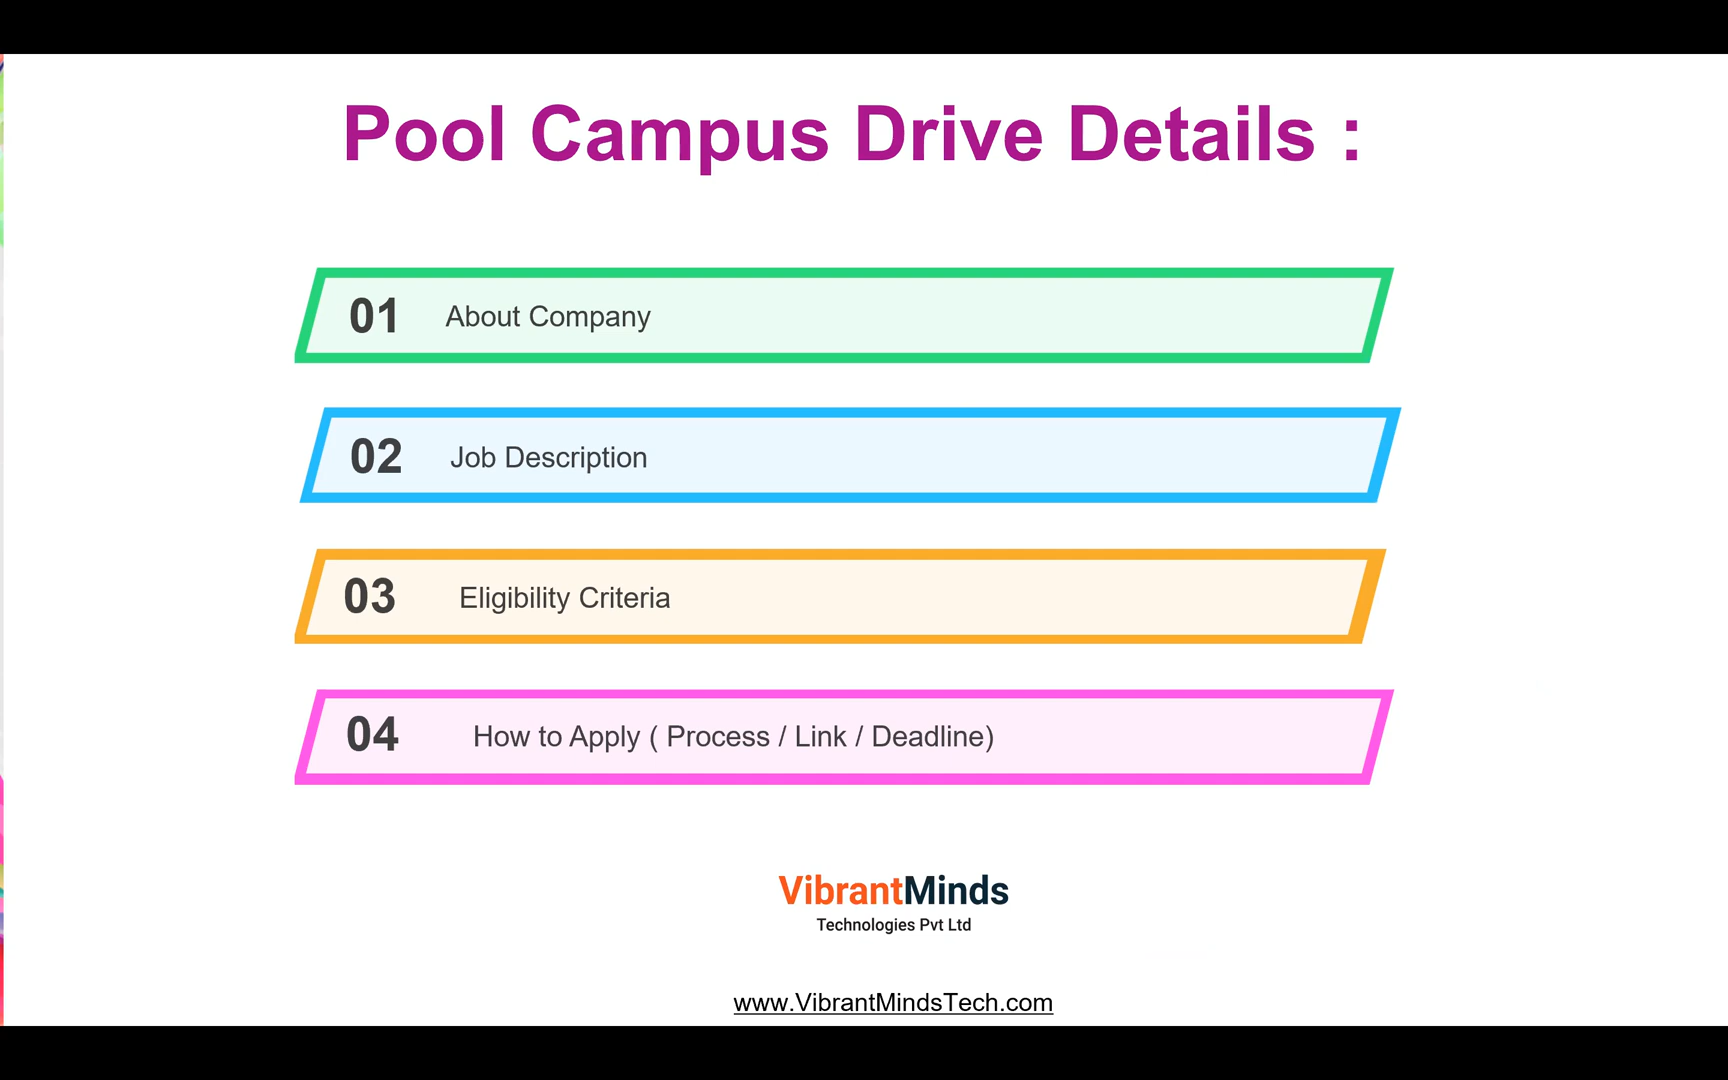 Pool Campus Drive Details :
01 About Company
02 Job Description
03 Eligibility Criteria
04 How to Apply ( Process / Link / Deadline)
VibrantMinds
Technologies Pvt Ltd
www.VibrantMindsTech.com